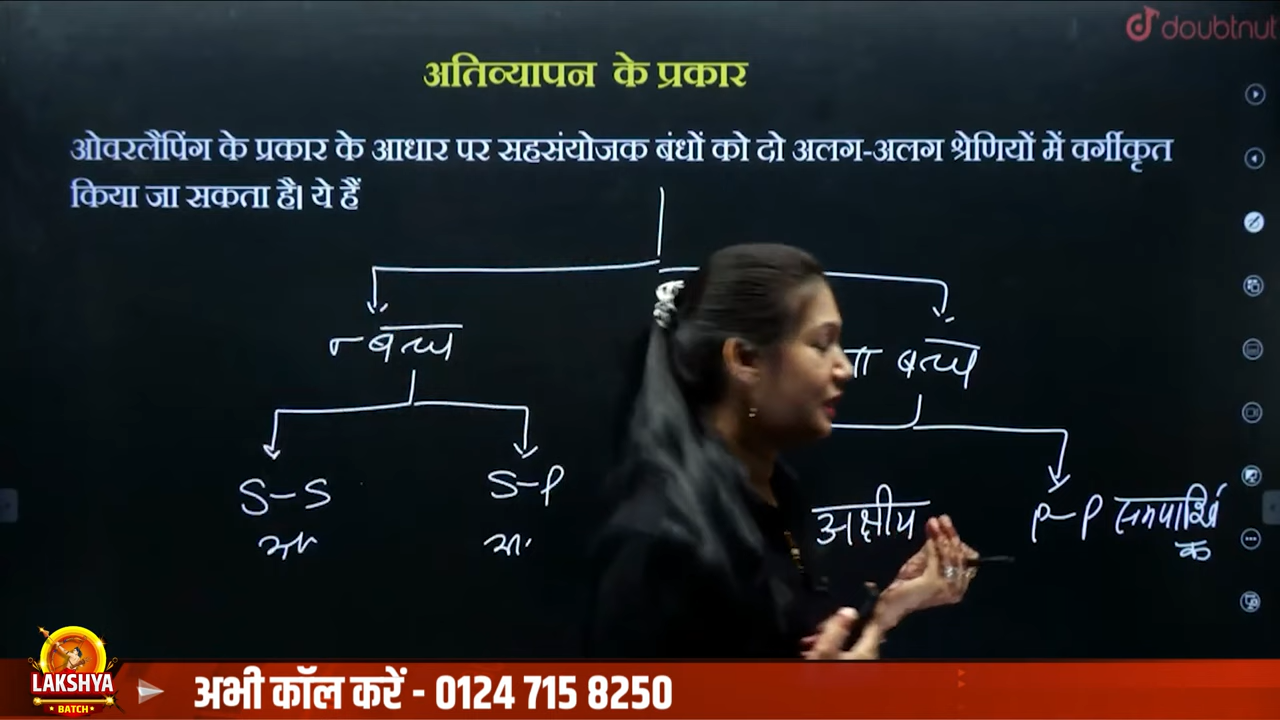 doubtnut
अतिव्यापन के प्रकार
ओवरलैपिंग के प्रकार के आधार पर सहसंयोजक बंधों को दो अलग-अलग श्रेणियों में वर्गीकृत
किया जा सकता है। ये हैं
σ बन्ध
π बन्ध
S-S
S-P
अक्षीय
P-P समपार्श्विक
LAKSHYA
BATCH
अभी कॉल करें - 0124 715 8250